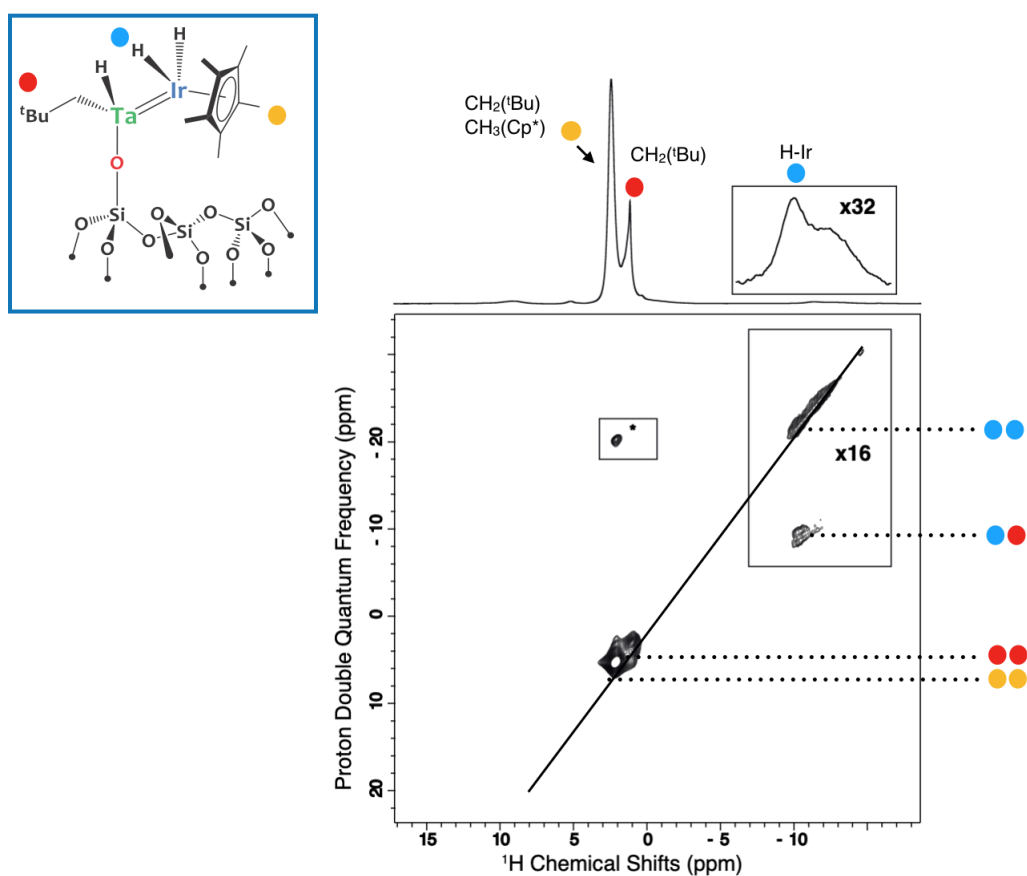 H
H
H
Ir
ᵗBu
Ta
O
Si
O
Si
O
Si
O
O
O
O
O
O
O
CH₂(ᵗBu)
CH₃(Cp*)
CH₂(ᵗBu)
H-Ir
x32
*
x16
Proton Double Quantum Frequency (ppm)
- 20
- 10
0
10
20
15
10
5
0
- 5
- 10
¹H Chemical Shifts (ppm)